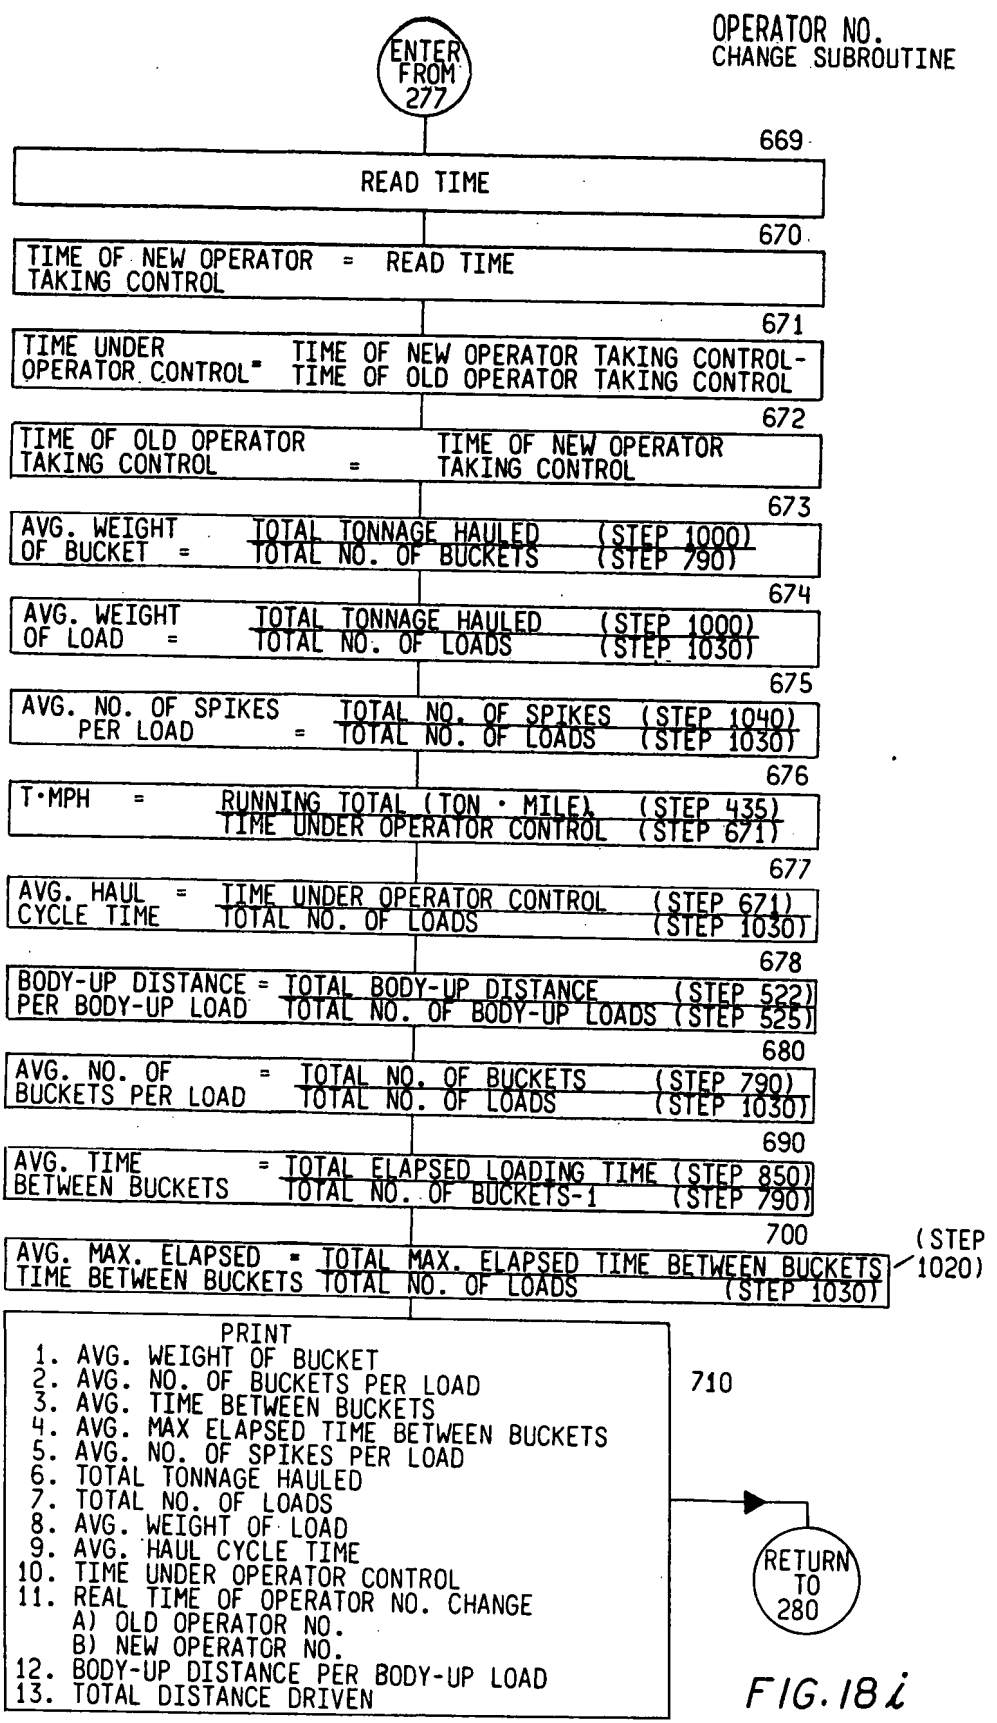 OPERATOR NO.
CHANGE SUBROUTINE
ENTER
FROM
277
669
READ TIME
670
TIME OF NEW OPERATOR = READ TIME
TAKING CONTROL
671
TIME UNDER TIME OF NEW OPERATOR TAKING CONTROL-
OPERATOR CONTROL= TIME OF OLD OPERATOR TAKING CONTROL
672
TIME OF OLD OPERATOR TIME OF NEW OPERATOR
TAKING CONTROL = TAKING CONTROL
673
AVG. WEIGHT TOTAL TONNAGE HAULED (STEP 1000)
OF BUCKET = TOTAL NO. OF BUCKETS (STEP 790)
674
AVG. WEIGHT TOTAL TONNAGE HAULED (STEP 1000)
OF LOAD = TOTAL NO. OF LOADS (STEP 1030)
675
AVG. NO. OF SPIKES TOTAL NO. OF SPIKES (STEP 1040)
PER LOAD = TOTAL NO. OF LOADS (STEP 1030)
676
T·MPH = RUNNING TOTAL (TON · MILE) (STEP 435)
TIME UNDER OPERATOR CONTROL (STEP 671)
677
AVG. HAUL = TIME UNDER OPERATOR CONTROL (STEP 671)
CYCLE TIME TOTAL NO. OF LOADS (STEP 1030)
678
BODY-UP DISTANCE = TOTAL BODY-UP DISTANCE (STEP 522)
PER BODY-UP LOAD TOTAL NO. OF BODY-UP LOADS (STEP 525)
680
AVG. NO. OF = TOTAL NO. OF BUCKETS (STEP 790)
BUCKETS PER LOAD TOTAL NO. OF LOADS (STEP 1030)
690
AVG. TIME = TOTAL ELAPSED LOADING TIME (STEP 850)
BETWEEN BUCKETS TOTAL NO. OF BUCKETS-1 (STEP 790)
700
AVG. MAX. ELAPSED = TOTAL MAX. ELAPSED TIME BETWEEN BUCKETS (STEP
TIME BETWEEN BUCKETS TOTAL NO. OF LOADS (STEP 1030) 1020)
PRINT
1. AVG. WEIGHT OF BUCKET
2. AVG. NO. OF BUCKETS PER LOAD
3. AVG. TIME BETWEEN BUCKETS
4. AVG. MAX ELAPSED TIME BETWEEN BUCKETS
5. AVG. NO. OF SPIKES PER LOAD
6. TOTAL TONNAGE HAULED
7. TOTAL NO. OF LOADS
8. AVG. WEIGHT OF LOAD
9. AVG. HAUL CYCLE TIME
10. TIME UNDER OPERATOR CONTROL
11. REAL TIME OF OPERATOR NO. CHANGE
A) OLD OPERATOR NO.
B) NEW OPERATOR NO.
12. BODY-UP DISTANCE PER BODY-UP LOAD
13. TOTAL DISTANCE DRIVEN
710
RETURN
TO
280
FIG. 18i